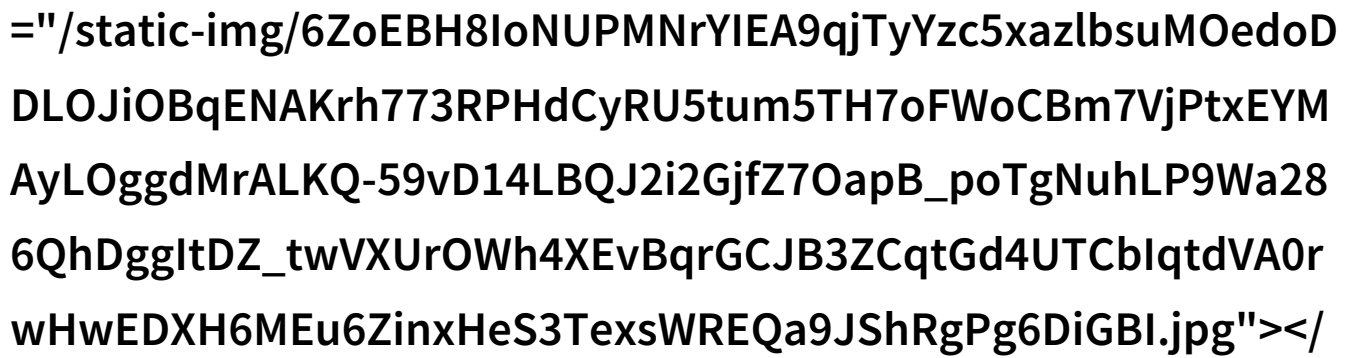 ="/static-img/6ZoEBH8IoNUPMNrYIEA9qjTyYzc5xazlbsuMOedoD
DLOJiOBqENAKrh773RPHdCyRU5tum5TH7oFWoCBm7VjPtxEYM
AyLOggdMrALKQ-59vD14LBQJ2i2GjfZ7OapB_poTgNuhLP9Wa28
6QhDggItDZ_twVXUrOWh4XEvBqrGCJB3ZCqtGd4UTCbIqtdVA0r
wHwEDXH6MEu6ZinxHeS3TexsWREQa9JShRgPg6DiGBI.jpg"></